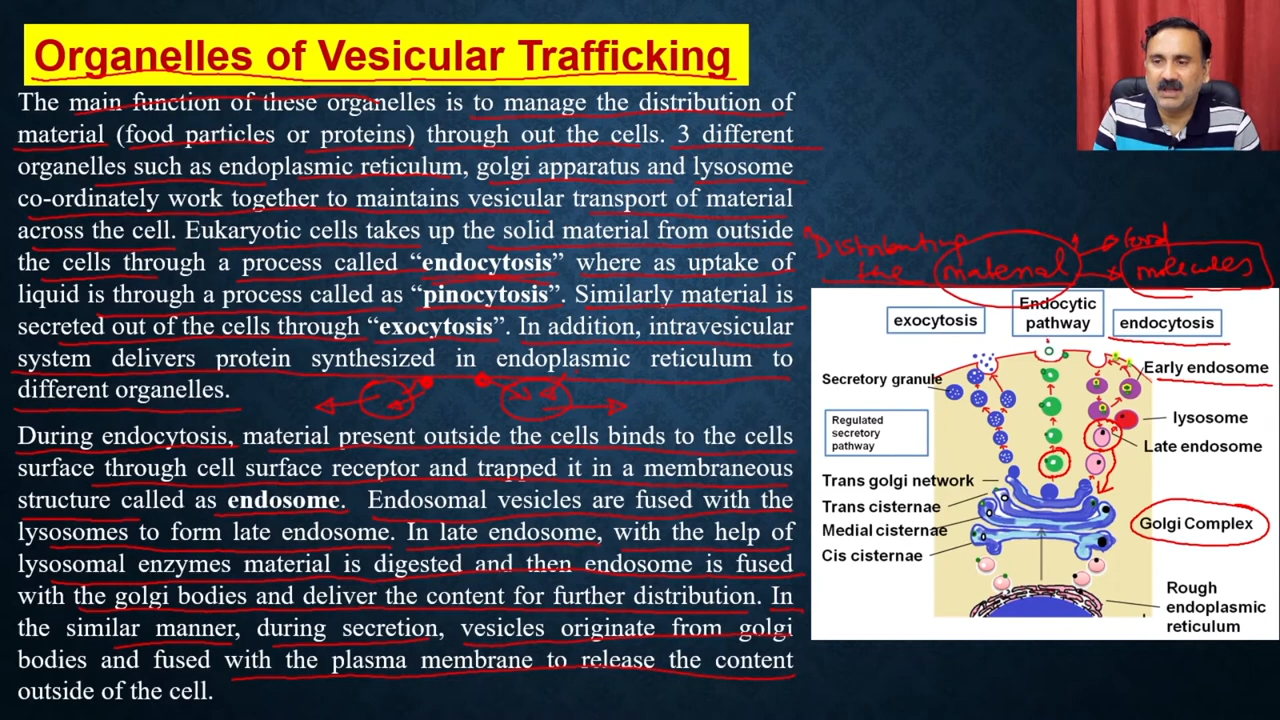 Organelles of Vesicular Trafficking
The main function of these organelles is to manage the distribution of
material (food particles or proteins) through out the cells. 3 different
organelles such as endoplasmic reticulum, golgi apparatus and lysosome
co-ordinately work together to maintains vesicular transport of material
across the cell. Eukaryotic cells takes up the solid material from outside
the cells through a process called “endocytosis” where as uptake of
liquid is through a process called as “pinocytosis”. Similarly material is
secreted out of the cells through “exocytosis”. In addition, intravesicular
system delivers protein synthesized in endoplasmic reticulum to
different organelles.
During endocytosis, material present outside the cells binds to the cells
surface through cell surface receptor and trapped it in a membraneous
structure called as endosome. Endosomal vesicles are fused with the
lysosomes to form late endosome. In late endosome, with the help of
lysosomal enzymes material is digested and then endosome is fused
with the golgi bodies and deliver the content for further distribution. In
the similar manner, during secretion, vesicles originate from golgi
bodies and fused with the plasma membrane to release the content
outside of the cell.
Distributing food
the material molecules
exocytosis
Endocytic
pathway
endocytosis
Secretory granule
Early endosome
Regulated
secretory
pathway
lysosome
Late endosome
Trans golgi network
Trans cisternae
Medial cisternae
Cis cisternae
Golgi Complex
Rough
endoplasmic
reticulum